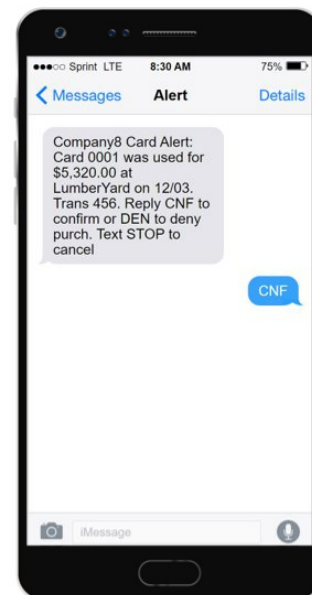 Sprint LTE 8:30 AM 75%
Messages Alert Details
Company8 Card Alert:
Card 0001 was used for
$5,320.00 at
LumberYard on 12/03.
Trans 456. Reply CNF to
confirm or DEN to deny
purch. Text STOP to
cancel
CNF
iMessage